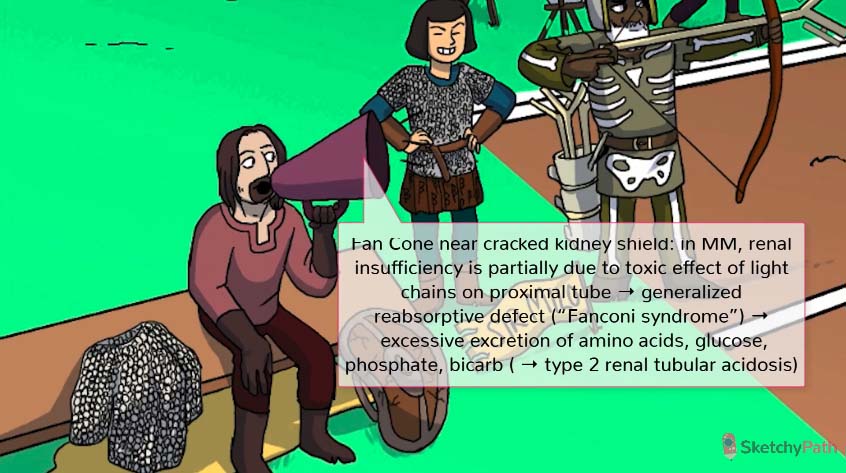 Fan Cone near cracked kidney shield: in MM, renal
insufficiency is partially due to toxic effect of light
chains on proximal tube → generalized
reabsorptive defect (“Fanconi syndrome”) →
excessive excretion of amino acids, glucose,
phosphate, bicarb ( → type 2 renal tubular acidosis)
SketchyPath